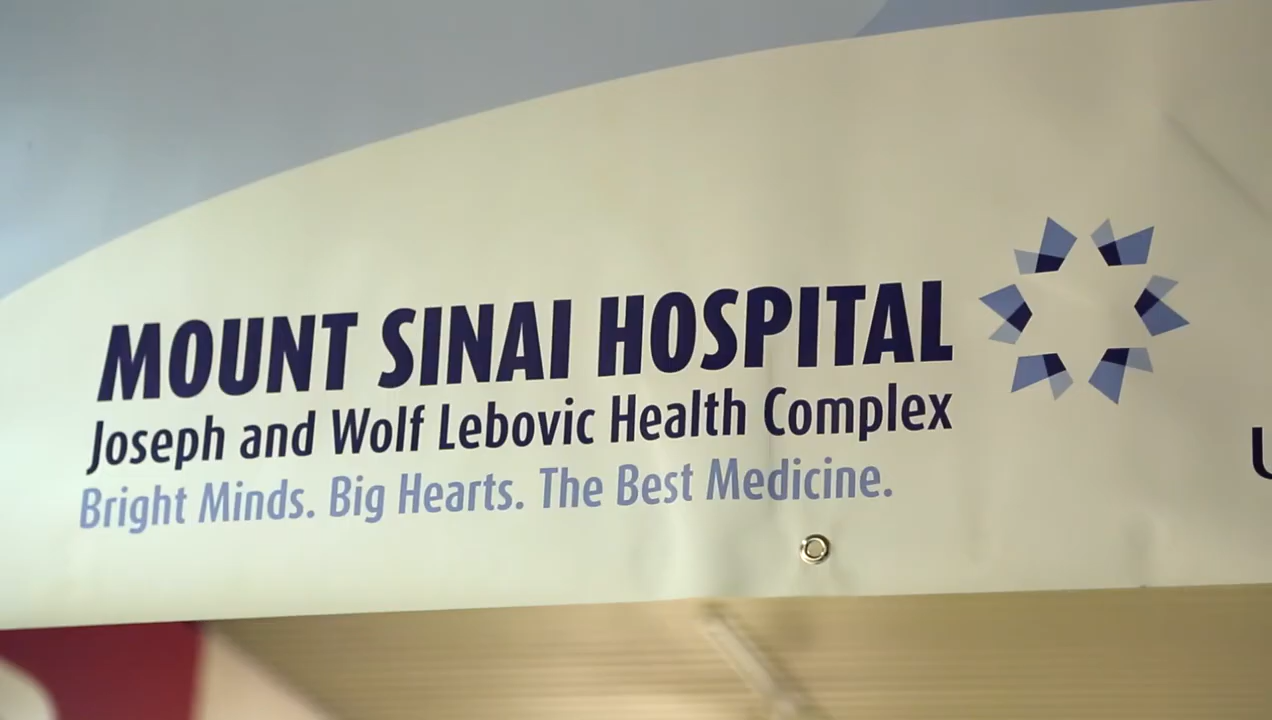 MOUNT SINAI HOSPITAL
Joseph and Wolf Lebovic Health Complex
Bright Minds. Big Hearts. The Best Medicine.